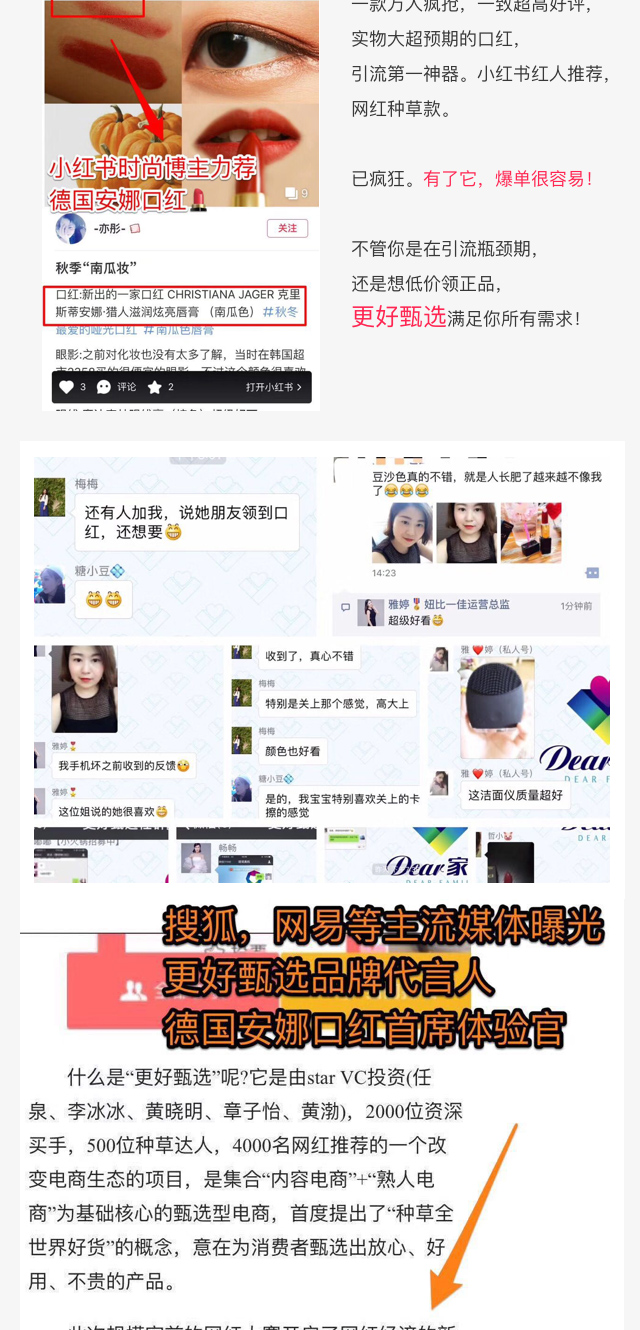 一款万人疯抢，一致超高好评，
实物大超预期的口红，
引流第一神器。小红书红人推荐，
网红种草款。
已疯狂。有了它，爆单很容易！
不管你是在引流瓶颈期，
还是想低价领正品，
更好甄选满足你所有需求！
小红书时尚博主力荐
德国安娜口红
9
-亦彤-
关注
秋季“南瓜妆”
口红:新出的一家口红 CHRISTIANA JAGER 克里
斯蒂安娜·猎人滋润炫亮唇膏 （南瓜色） #秋冬
最爱的哑光口红 #南瓜色唇膏
眼影:之前对化妆也没有太多了解，当时在韩国超
3 评论 2 打开小红书 >
梅梅
还有人加我，说她朋友领到口
红，还想要😁
糖小豆💠
😁😁
豆沙色真的不错，就是人长肥了越来越不像我
了😂😂😂
14:23
雅婷🎖️妞比一佳运营总监 1分钟前
超级好看😁
雅婷🎖️
我手机坏之前收到的反馈
雅婷🎖️
这位姐说的她很喜欢😁
收到了，真心不错
梅梅
特别是关上那个感觉，高大上
梅梅
颜色也好看
糖小豆💠
是的，我宝宝特别喜欢关上的卡
擦的感觉
雅 ❤️婷（私人号）
雅 ❤️婷（私人号）
这洁面仪质量超好
Dear
DEAR F
畅畅
Dear家
DEAR FAMIL
哲小🐷
搜狐，网易等主流媒体曝光
更好甄选品牌代言人
德国安娜口红首席体验官
什么是“更好甄选”呢?它是由star VC投资(任
泉、李冰冰、黄晓明、章子怡、黄渤)，2000位资深
买手，500位种草达人，4000名网红推荐的一个改
变电商生态的项目，是集合“内容电商”+“熟人电
商”为基础核心的甄选型电商，首度提出了“种草全
世界好货”的概念，意在为消费者甄选出放心、好
用、不贵的产品。